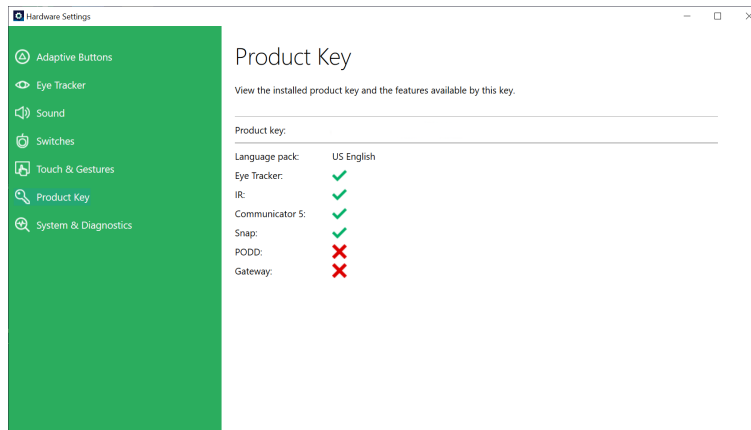 Hardware Settings
Adaptive Buttons
Eye Tracker
Sound
Switches
Touch & Gestures
Product Key
System & Diagnostics
Product Key
View the installed product key and the features available by this key.
Product key:
Language pack: US English
Eye Tracker:
IR:
Communicator 5:
Snap:
PODD:
Gateway: